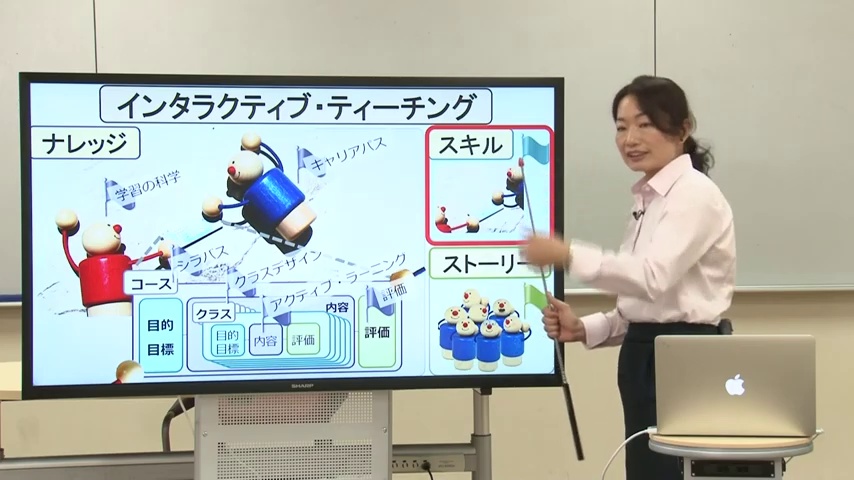 インタラクティブ・ティーチング
ナレッジ
スキル
キャリアパス
学習の科学
シラバス
クラスデザイン
アクティブ・ラーニング
評価
ストーリー
コース
目的
目標
クラス
内容
目的
目標
内容
評価
評価
SHARP